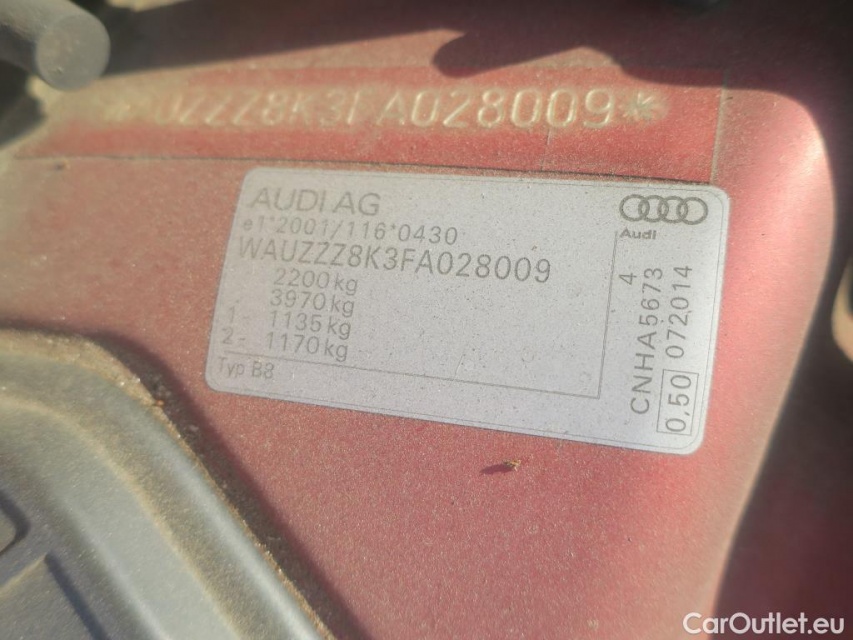 WAUZZZ8K3FA028009*
AUDI AG
Audi
e1*2001/116*0430
WAUZZZ8K3FA028009
2200 kg
3970 kg
1 - 1135 kg
2 - 1170 kg
Typ B8
CNHA5673 4
0,50 072014
CarOutlet.eu